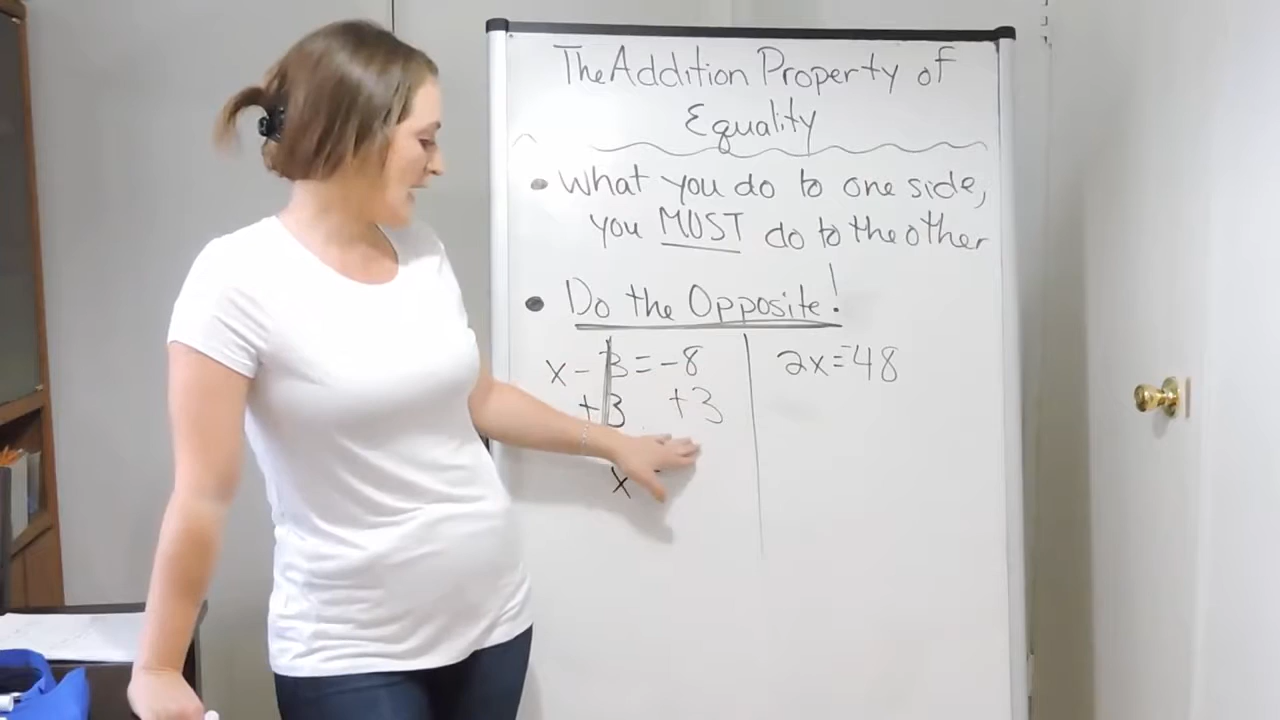 The Addition Property of
Equality
• What you do to one side,
you MUST do to the other
• Do the Opposite!
x - 3 = -8
+3 +3
x
2x = -48